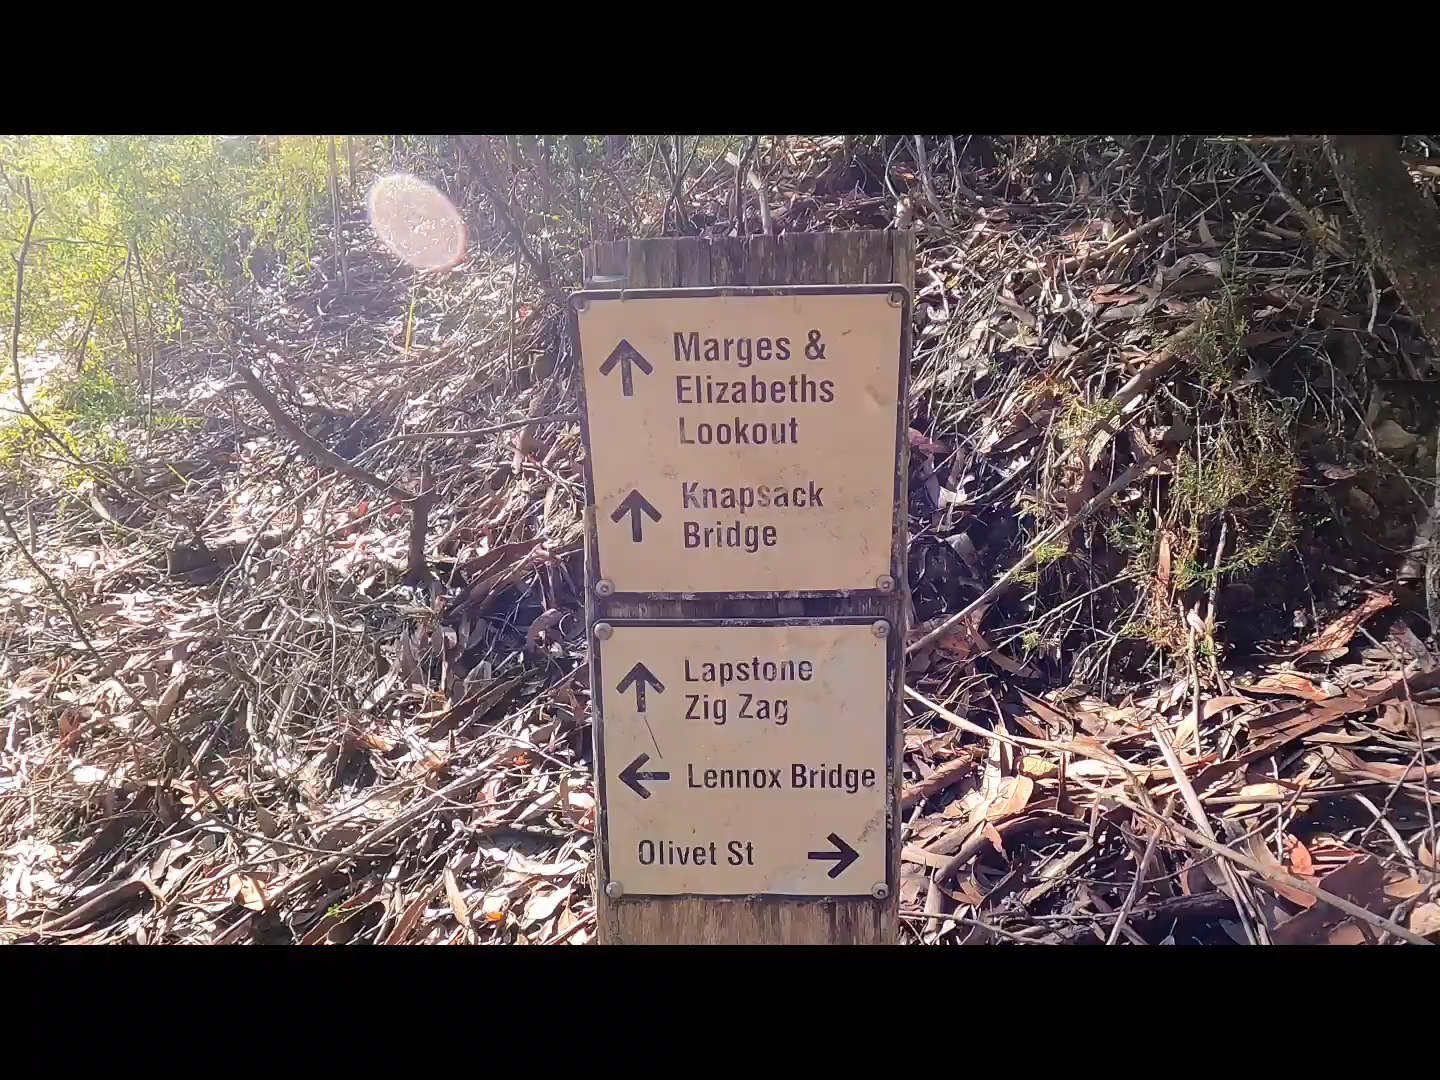 Marges &
Elizabeths
Lookout
Knapsack
Bridge
Lapstone
Zig Zag
Lennox Bridge
Olivet St